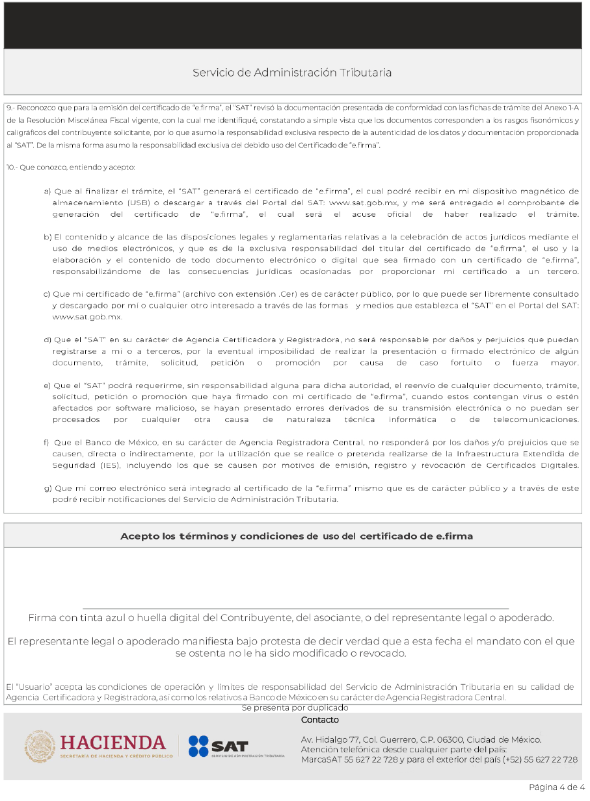 Servicio de Administración Tributaria
9.- Reconozco que para la emisión del certificado de "e.firma", el "SAT" revisó la documentación presentada de conformidad con las fichas de trámite del Anexo 1-A
de la Resolución Miscelánea Fiscal vigente, con la cual me identifiqué, constatando a simple vista que los documentos corresponden a los rasgos fisonómicos y
caligráficos del contribuyente solicitante, por lo que asumo la responsabilidad exclusiva respecto de la autenticidad de los datos y documentación proporcionada
al "SAT". De la misma forma asumo la responsabilidad exclusiva del debido uso del Certificado de "e.firma".
10.- Que conozco, entiendo y acepto:
a) Que al finalizar el trámite, el "SAT" generará el certificado de "e.firma", el cual podré recibir en mi dispositivo magnético de
almacenamiento (USB) o descargar a través del Portal del SAT: www.sat.gob.mx, y me será entregado el comprobante de
generación del certificado de "e.firma", el cual será el acuse oficial de haber realizado el tramite.
b) El contenido y alcance de las disposiciones legales y reglamentarias relativas a la celebración de actos jurídicos mediante el
uso de medios electrónicos, y que es de la exclusiva responsabilidad del titular del certificado de "e.firma", el uso y la
elaboración y el contenido de todo documento electrónico o digital que sea firmado con un certificado de "e.firma",
responsabilizándome de las consecuencias jurídicas ocasionadas por proporcionar mi certificado a un tercero.
c) Que mi certificado de "e.firma" (archivo con extensión .Cer) es de carácter publico, por lo que puede ser libremente consultado
y descargado por mí o cualquier otro interesado a través de las formas y medios que establezca el "SAT" en el Portal del SAT:
www.sat.gob.mx.
d) Que el "SAT" en su carácter de Agencia Certificadora y Registradora, no será responsable por daños y perjuicios que puedan
registrarse a mi o a terceros, por la eventual imposibilidad de realizar la presentación o firmado electrónico de algún
documento, trámite, solicitud, petición o promoción por causa de caso fortuito o fuerza mayor.
e) Que el "SAT" podrá requerirme, sin responsabilidad alguna para dicha autoridad, el reenvío de cualquier documento, trámite,
solicitud, petición o promoción que haya firmado con mi certificado de "e.firma", cuando estos contengan virus o estén
afectados por software malicioso, se hayan presentado errores derivados de su transmisión electrónica o no puedan ser
procesados por cualquier otra causa de naturaleza técnica informática o de telecomunicaciones.
f) Que el Banco de México, en su carácter de Agencia Registradora Central, no responderá por los daños y/o prejuicios que se
causen, directa o indirectamente, por la utilización que se realice o pretenda realizarse de la Infraestructura Extendida de
Seguridad (IES), incluyendo los que se causen por motivos de emisión, registro y revocación de Certificados Digitales.
g) Que mi correo electrónico será integrado al certificado de la "e.firma" mismo que es de carácter público y a través de este
podré recibir notificaciones del Servicio de Administración Tributaria.
Acepto los términos y condiciones de uso del certificado de e.firma
Firma con tinta azul o huella digital del Contribuyente, del asociante, o del representante legal o apoderado.
El representante legal o apoderado manifiesta bajo protesta de decir verdad que a esta fecha el mandato con el que
se ostenta no le ha sido modificado o revocado.
El "Usuario" acepta las condiciones de operación y límites de responsabilidad del Servicio de Administración Tributaria en su calidad de
Agencia Certificadora y Registradora, así como los relativos a Banco de México en su carácter de Agencia Registradora Central.
Se presenta por duplicado
Contacto
HACIENDA
SECRETARÍA DE HACIENDA Y CRÉDITO PÚBLICO
SAT
SERVICIO DE ADMINISTRACIÓN TRIBUTARIA
Av. Hidalgo 77, Col. Guerrero, C.P. 06300, Ciudad de México.
Atención telefónica desde cualquier parte del país:
MarcaSAT 55 627 22 728 y para el exterior del país (+52) 55 627 22 728
Página 4 de 4